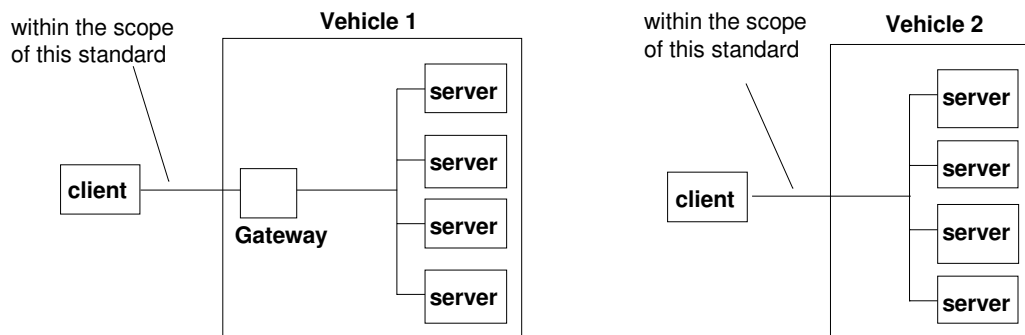 within the scope
of this standard
Vehicle 1
server
server
client
server
Gateway
server
within the scope
of this standard
Vehicle 2
server
server
client
server
server